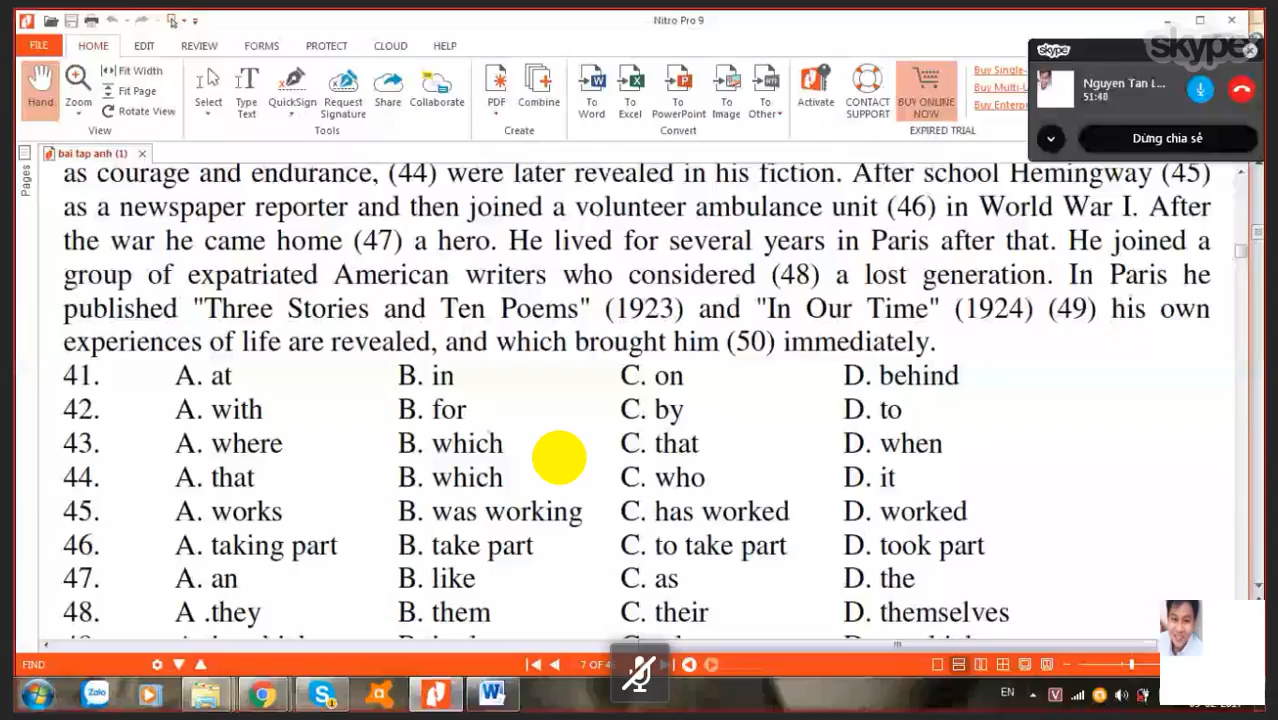 Nitro Pro 9
skype
skype
FILE HOME EDIT REVIEW FORMS PROTECT CLOUD HELP
Nguyen Tan L...
51:40
Dừng chia sẻ
Hand Zoom Fit Width
Fit Page
Rotate View
Select Type Text QuickSign Request Signature Share Collaborate
PDF Combine
To Word To Excel To PowerPoint To Image To Other
Activate CONTACT SUPPORT BUY ONLINE NOW
Buy Single-
Buy Multi-U
Buy Enterp
View Tools Create Convert EXPIRED TRIAL
bai tap anh (1)
Pages
as courage and endurance, (44) were later revealed in his fiction. After school Hemingway (45)
as a newspaper reporter and then joined a volunteer ambulance unit (46) in World War I. After
the war he came home (47) a hero. He lived for several years in Paris after that. He joined a
group of expatriated American writers who considered (48) a lost generation. In Paris he
published "Three Stories and Ten Poems" (1923) and "In Our Time" (1924) (49) his own
experiences of life are revealed, and which brought him (50) immediately.
41. A. at B. in C. on D. behind
42. A. with B. for C. by D. to
43. A. where B. which C. that D. when
44. A. that B. which C. who D. it
45. A. works B. was working C. has worked D. worked
46. A. taking part B. take part C. to take part D. took part
47. A. an B. like C. as D. the
48. A .they B. them C. their D. themselves
FIND
7 OF 4
Zalo
EN